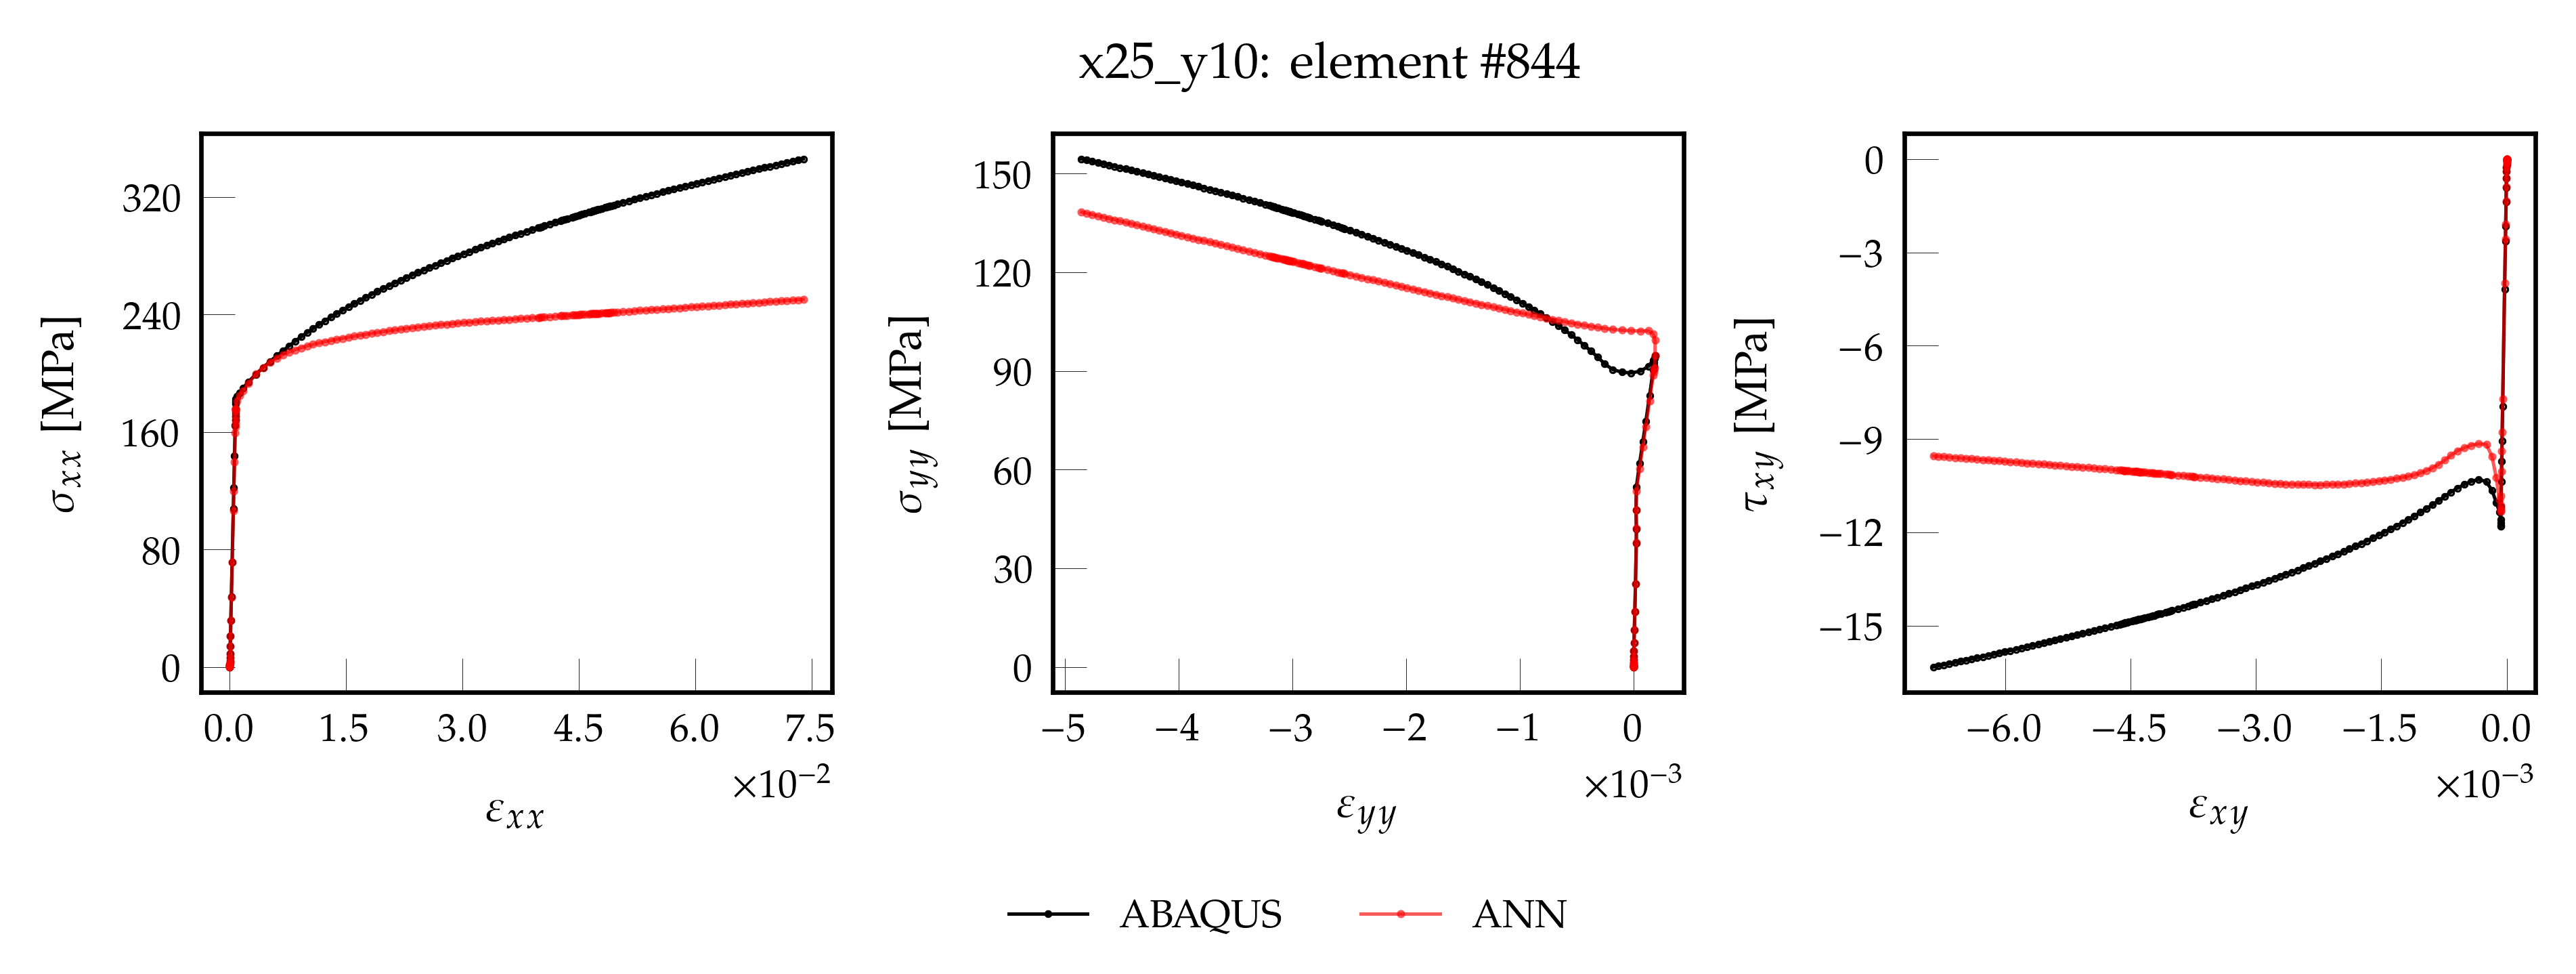 x25_y10: element #844
σxx [MPa]
320
240
160
80
0
0.0 1.5 3.0 4.5 6.0 7.5
×10−2
εxx
σyy [MPa]
150
120
90
60
30
0
−5 −4 −3 −2 −1 0
×10−3
εyy
τxy [MPa]
0
−3
−6
−9
−12
−15
−6.0 −4.5 −3.0 −1.5 0.0
×10−3
εxy
ABAQUS ANN